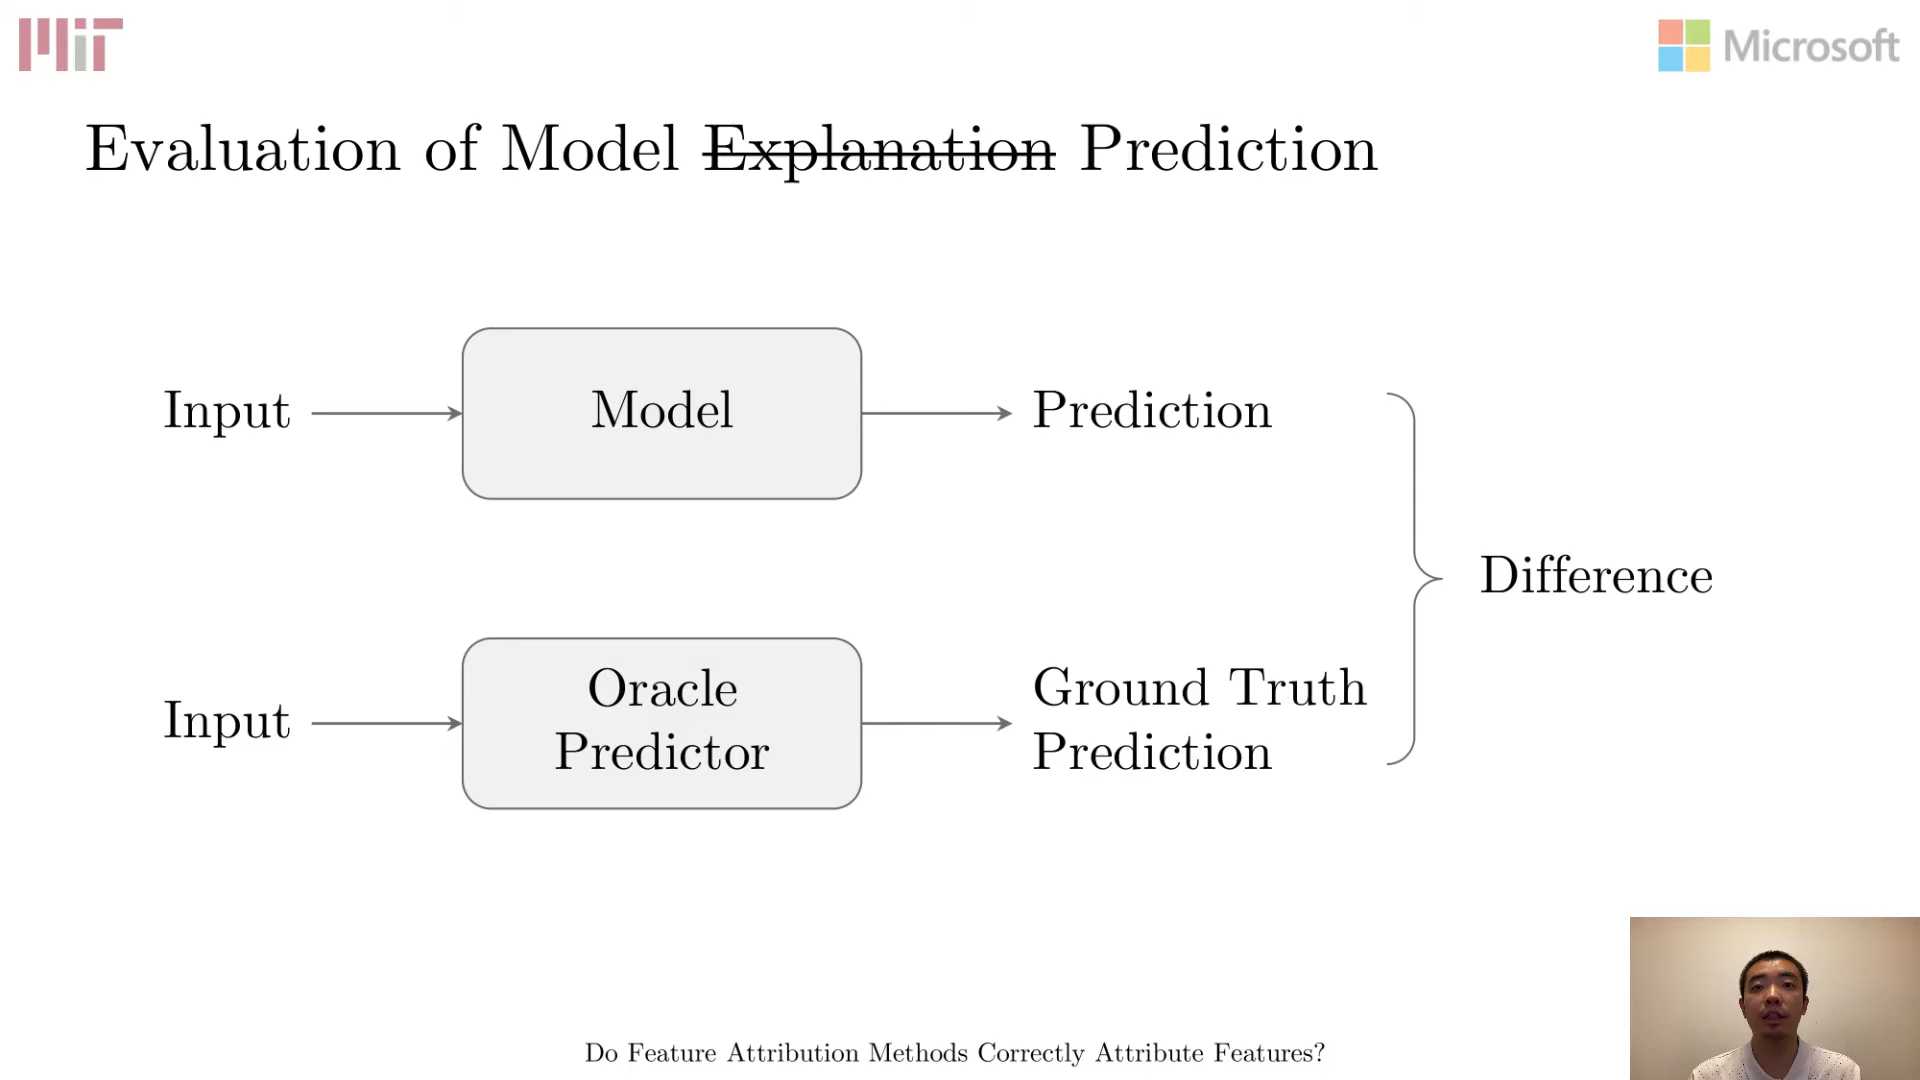 MIT
Microsoft
Evaluation of Model Explanation Prediction
Input
Model
Prediction
Difference
Input
Oracle
Predictor
Ground Truth
Prediction
Do Feature Attribution Methods Correctly Attribute Features?